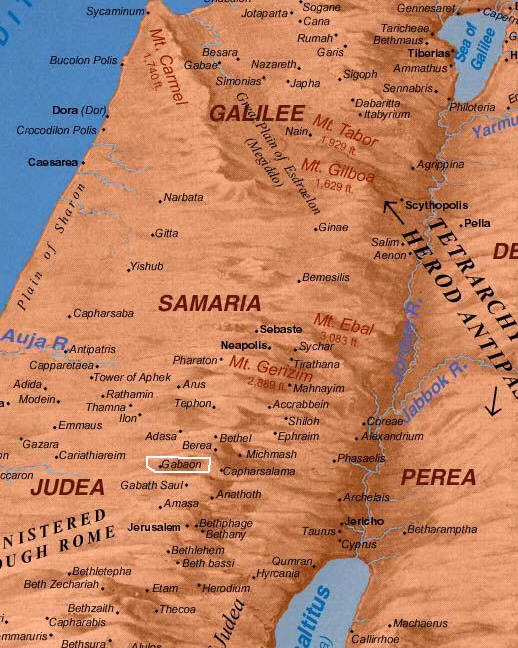 Sycaminum
Jotaparta
Sogane
Cana
Gennesaret
Rumah
Taricheae
Garis
Bethmaus
Sea of
Galilee
Mt. Carmel
1,740 ft.
Besara
Gabae
Nazareth
Tiberias
Ammathus
Bucolon Polis
Simonias
Japha
Sigoph
Sennabris
Dabaritta
Philoteria
Itabyrium
GALILEE
Dora (Dor)
Crocodilon Polis
Great Plain of Esdraelon
(Megiddo)
Nain
Mt. Tabor
1,929 ft.
Mt. Gilboa
1,629 ft.
Caesarea
Agrippina
Plain of Sharon
Narbata
Scythopolis
Gitta
Ginae
Pella
Salim
Aenon
TETRARCHY
HEROD ANTIPAS
Yishub
Bemesilis
SAMARIA
Capharsaba
Mt. Ebal
3,083 ft.
Sebaste
Auja R.
Antipatris
Neapolis
Sychar
Jordan R.
Jabbok R.
Cappareteaa
Pharaton
Mt. Gerizim
2,889 ft.
Tirathana
Tower of Aphek
Arus
Mahnayim
Adida
Modein
Rathamin
Thamna
Tephon
Accrabbein
Ilon
Shiloh
Coreae
Emmaus
Adasa
Bethel
Ephraim
Alexandrium
Gazara
Berea
Cariathiareim
Michmash
Phasaelis
Gabaon
Capharsalama
PEREA
JUDEA
Gabath Saul
Anathoth
Archelais
Amasa
Jerusalem
Bethphage
Bethany
Jericho
Taurus
Betharamptha
Cyprus
Bethlehem
Beth bassi
Qumran
Hyrcania
Bethletepha
Beth Zechariah
Etam
Herodium
Bethzaith
Thecoa
Capharabis
Judea
Machaerus
Bethsura
Alulos
Callirrhoe